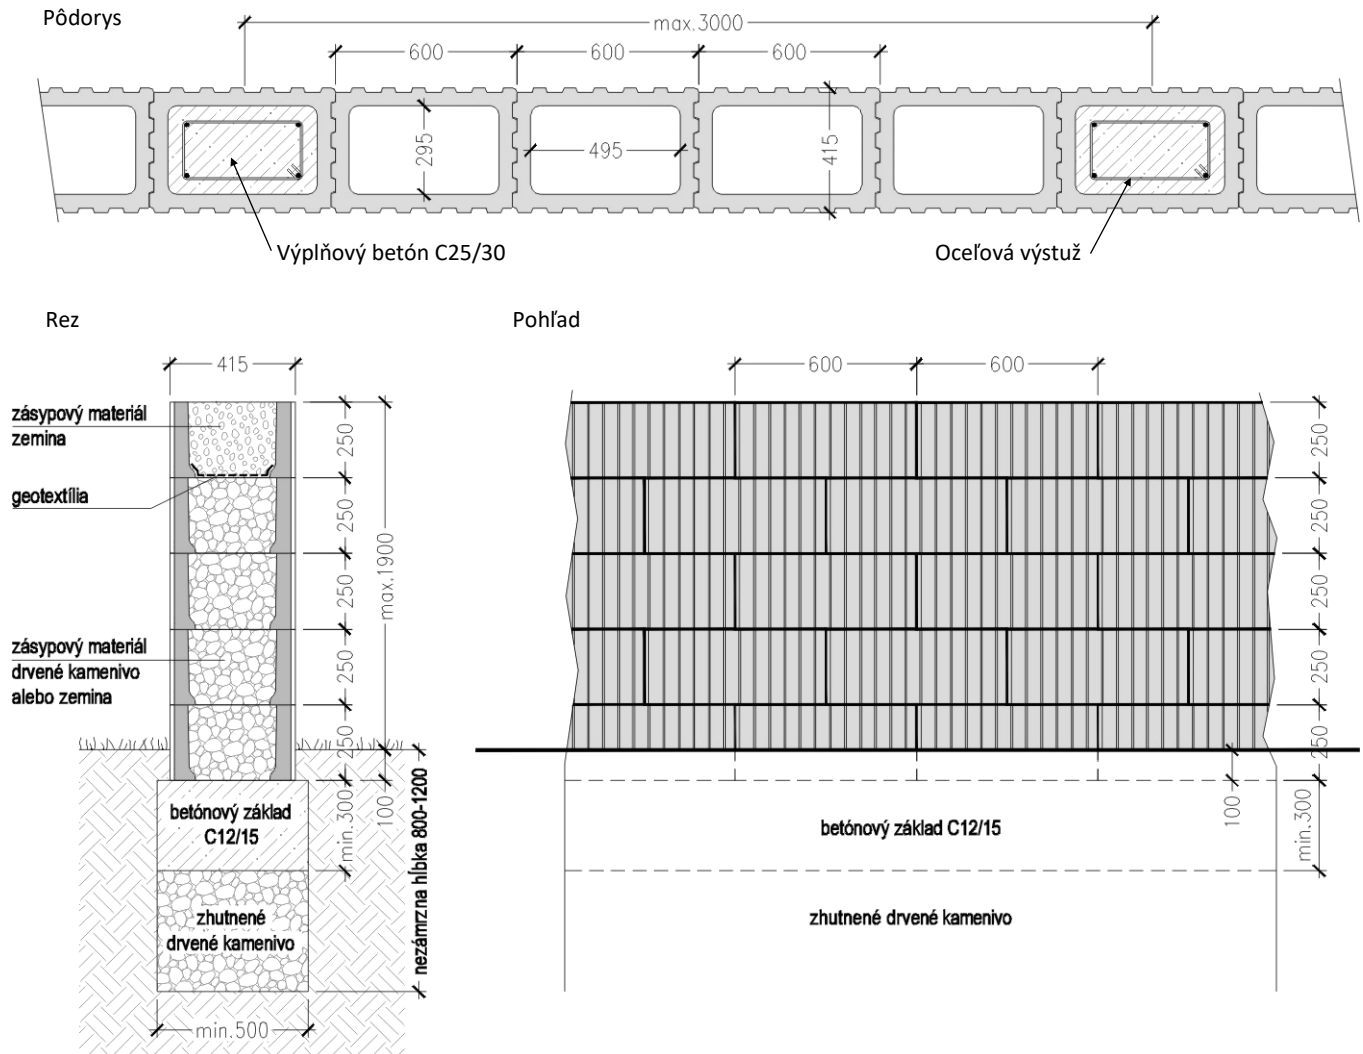 Pôdorys
max.3000
600
600
600
295
495
415
Výplňový betón C25/30
Oceľová výstuž
Rez
Pohľad
415
600
600
zásypový materiál
zemina
geotextília
zásypový materiál
drvené kamenivo
alebo zemina
250
250
250
250
250
max.1900
100
min.300
nezámrzna hĺbka 800-1200
betónový základ
C12/15
zhutnené
drvené kamenivo
min.500
250
250
250
250
250
100
min.300
betónový základ C12/15
zhutnené drvené kamenivo